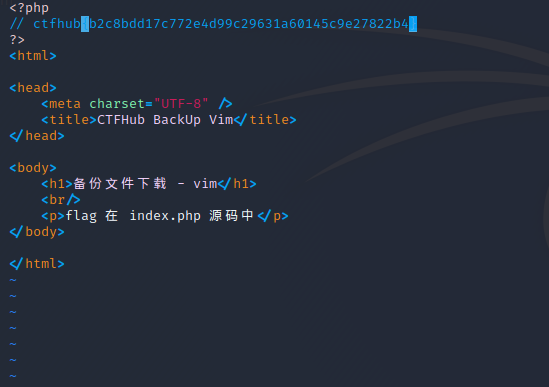 <?php
// ctfhub{b2c8bdd17c772e4d99c29631a60145c9e27822b4}
?>
<html>
<head>
<meta charset="UTF-8" />
<title>CTFHub BackUp Vim</title>
</head>
<body>
<h1>备份文件下载 - vim</h1>
<br/>
<p>flag 在 index.php 源码中</p>
</body>
</html>
~
~
~
~
~
~
~